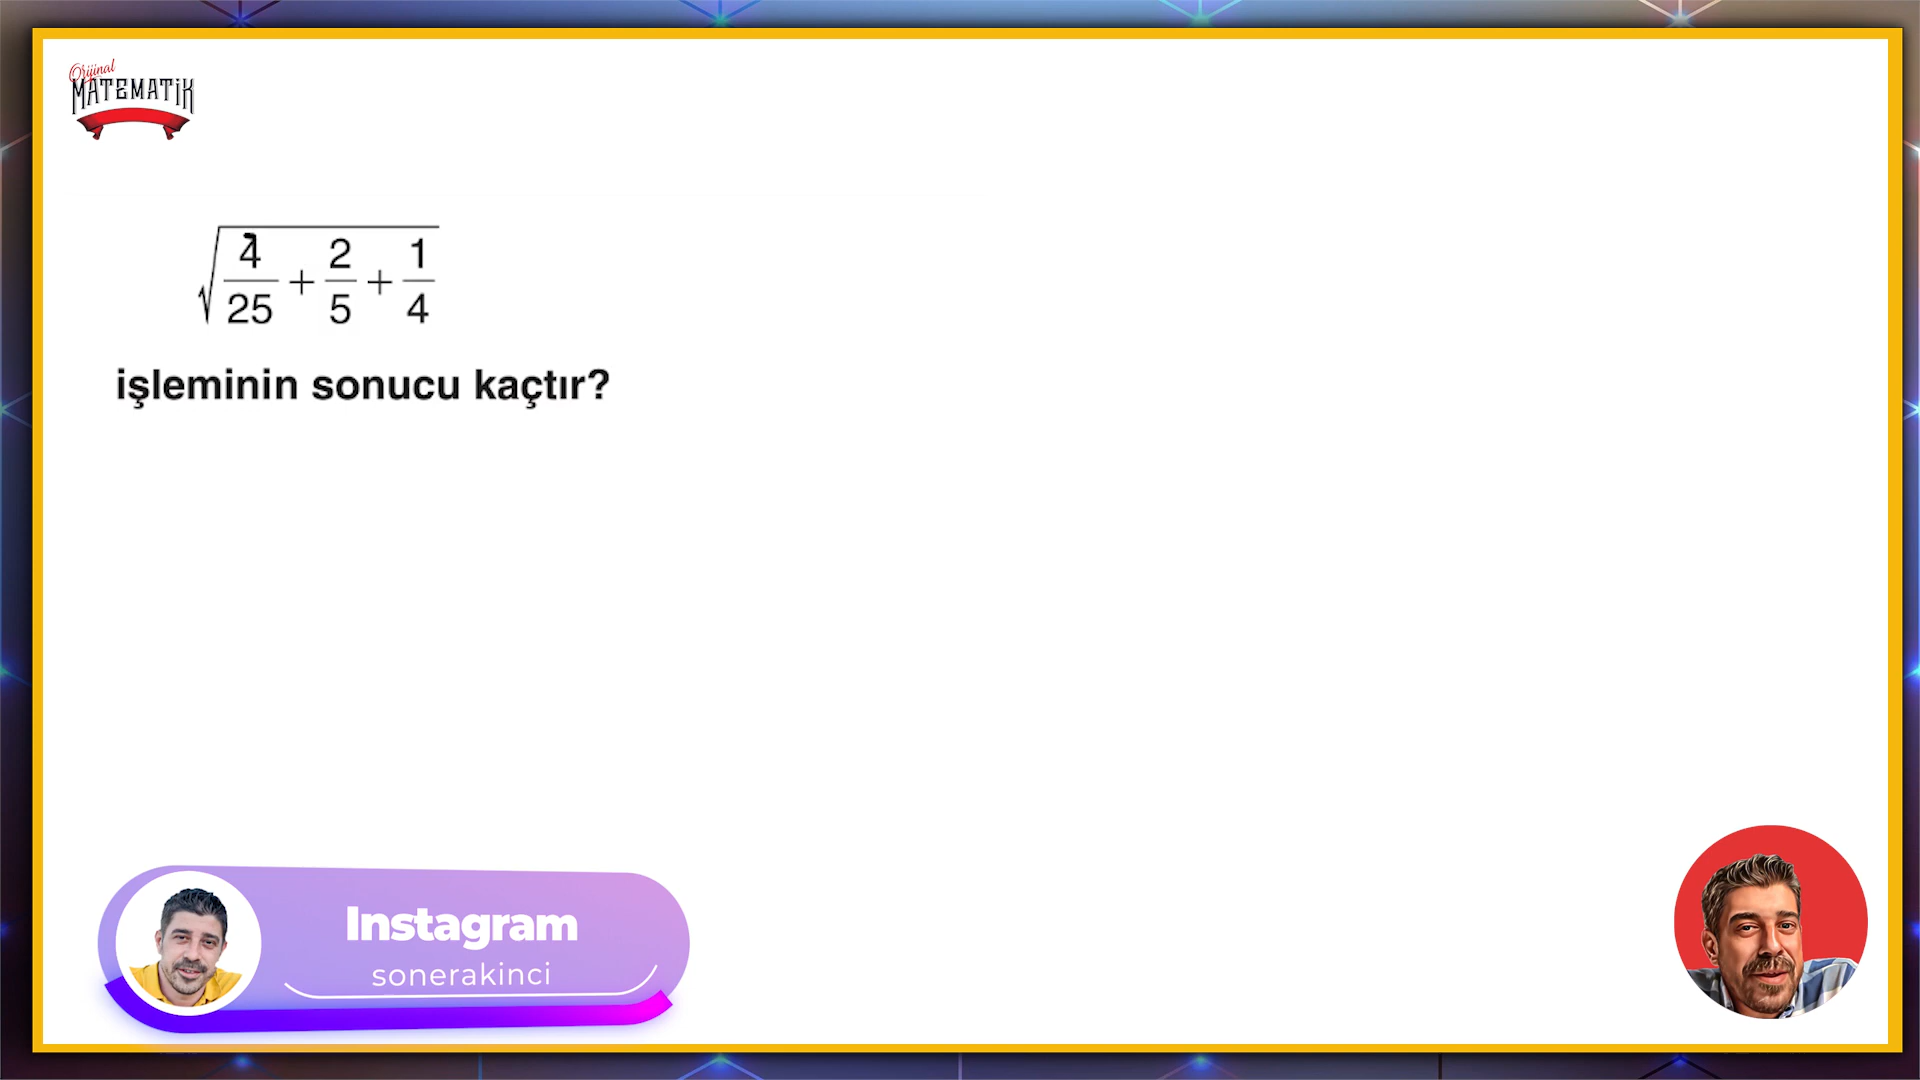 Orijinal
MATEMATİK
√(4/25 + 2/5 + 1/4)
işleminin sonucu kaçtır?
Instagram
sonerakinci